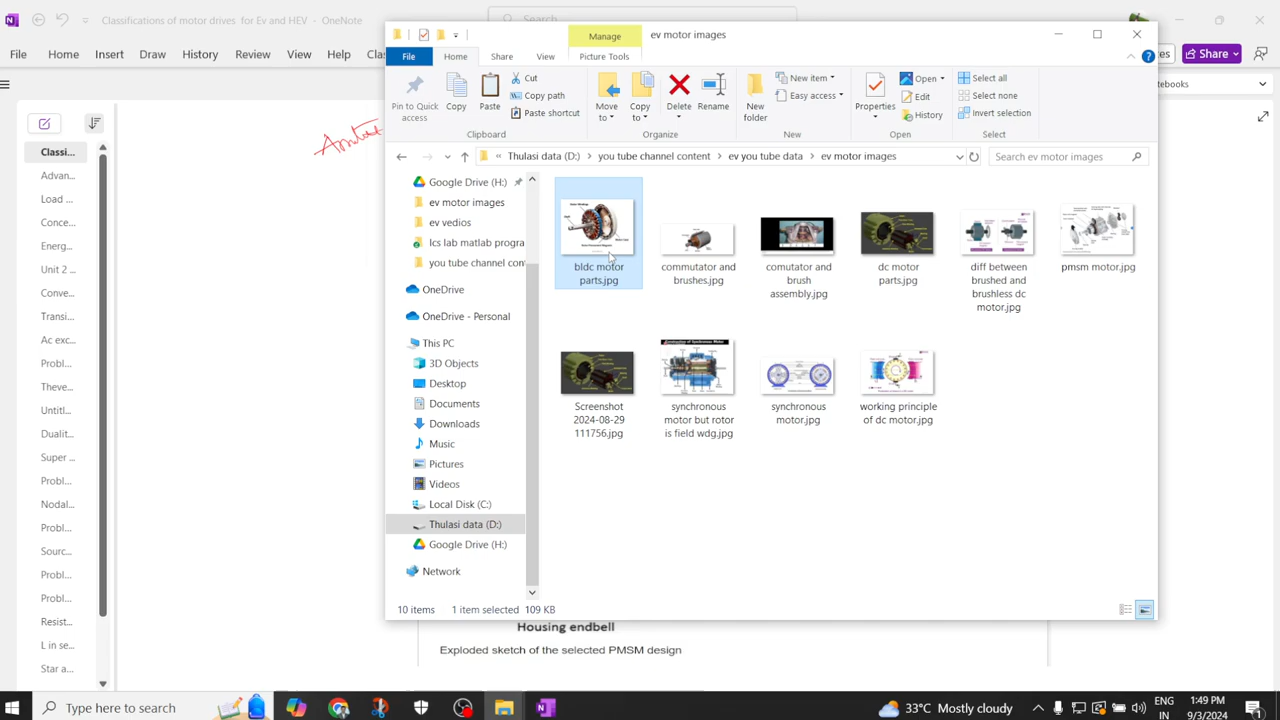 Classifications of motor drives for Ev and HEV - OneNote
Search
File
Home
Insert
Draw
History
Review
View
Help
Share
Manage
ev motor images
File
Home
Share
View
Picture Tools
Pin to Quick access
Copy
Paste
Cut
Copy path
Paste shortcut
Clipboard
Move to
Copy to
Delete
Rename
Organize
New folder
New item
Easy access
New
Properties
Open
Edit
History
Open
Select all
Select none
Invert selection
Select
« Thulasi data (D:) > you tube channel content > ev you tube data > ev motor images
Search ev motor images
Classi...
Advan...
Load ...
Conce...
Energ...
Unit 2 ...
Conve...
Transi...
Ac exc...
Probl...
Theve...
Untitl...
Dualit...
Super ...
Probl...
Nodal...
Probl...
Sourc...
Probl...
Probl...
Resist...
L in se...
Star a...
Google Drive (H:)
ev motor images
ev vedios
Ics lab matlab progra
you tube channel con
OneDrive
OneDrive - Personal
This PC
3D Objects
Desktop
Documents
Downloads
Music
Pictures
Videos
Local Disk (C:)
Thulasi data (D:)
Google Drive (H:)
Network
bldc motor parts.jpg
commutator and brushes.jpg
comutator and brush assembly.jpg
dc motor parts.jpg
diff between brushed and brushless dc motor.jpg
pmsm motor.jpg
Screenshot 2024-08-29 111756.jpg
synchronous motor but rotor is field wdg.jpg
synchronous motor.jpg
working principle of dc motor.jpg
10 items
1 item selected 109 KB
Housing endbell
Exploded sketch of the selected PMSM design
Type here to search
33°C Mostly cloudy
ENG
IN
1:49 PM
9/3/2024